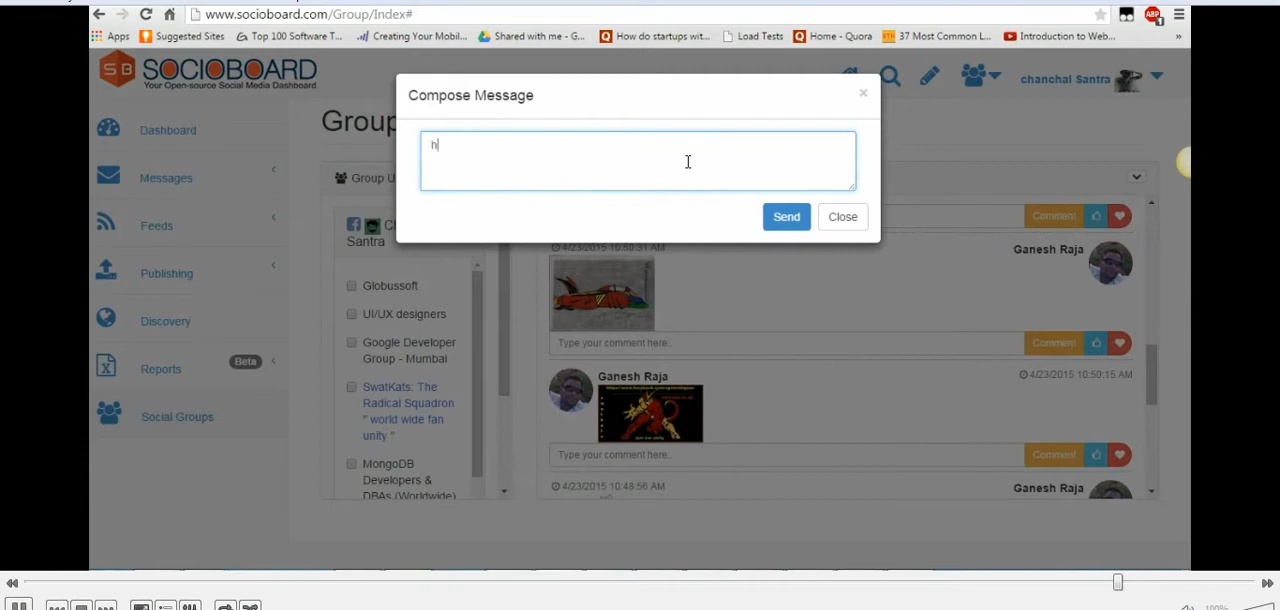 www.socioboard.com/Group/Index#
ABP
1
Apps
Suggested Sites
Top 100 Software T...
Creating Your Mobil...
Shared with me - G...
How do startups wit...
Load Tests
Home - Quora
37 Most Common L...
Introduction to Web...
»
SB SOCIOBOARD
Your Open-source Social Media Dashboard
chanchal Santra
Compose Message
×
h
Send
Close
Dashboard
Messages
Feeds
Publishing
Discovery
Reports
Beta
Social Groups
Group
Group U
Santra
Globussoft
UI/UX designers
Google Developer
Group - Mumbai
SwatKats: The
Radical Squadron
" world wide fan
unity "
MongoDB
Developers &
DBAs (Worldwide)
Comment
4/23/2015 10:50:31 AM
Ganesh Raja
Type your comment here..
Comment
Ganesh Raja
4/23/2015 10:50:15 AM
Type your comment here..
Comment
4/23/2015 10:48:56 AM
Ganesh Raja
100%